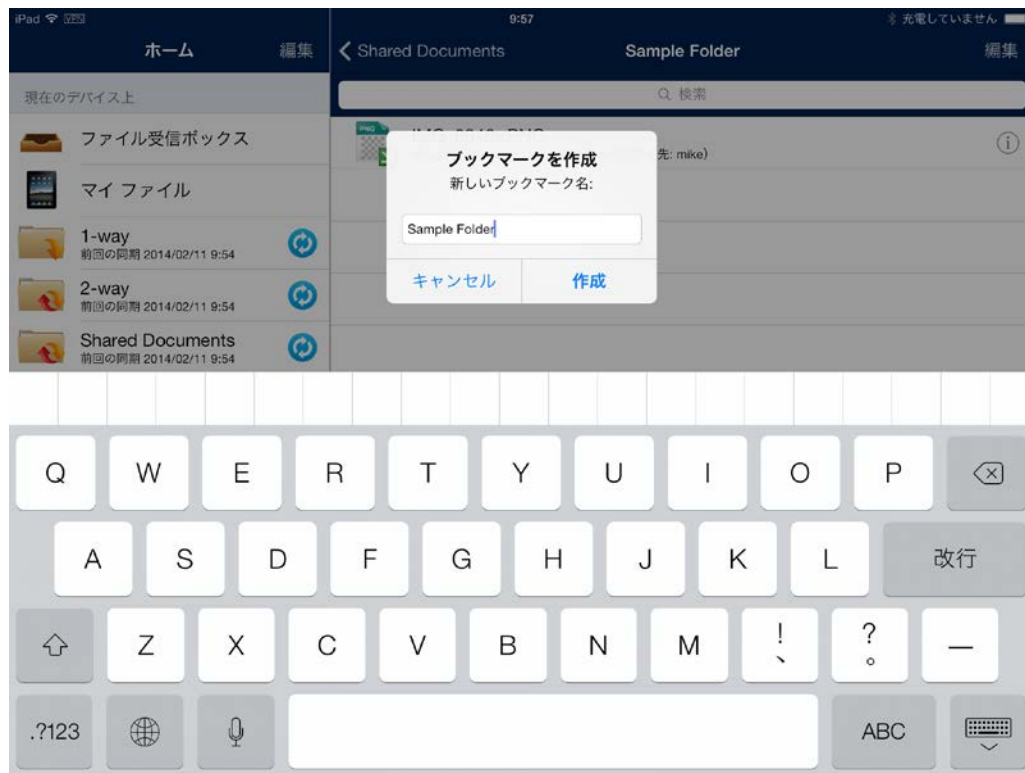 iPad VPN 9:57 充電していません
ホーム 編集
Shared Documents Sample Folder 編集
現在のデバイス上
検索
ファイル受信ボックス
マイ ファイル
1-way
前回の同期 2014/02/11 9:54
2-way
前回の同期 2014/02/11 9:54
Shared Documents
前回の同期 2014/02/11 9:54
PNG
先: mike)
ブックマークを作成
新しいブックマーク名:
Sample Folder
キャンセル 作成
Q W E R T Y U I O P
A S D F G H J K L 改行
Z X C V B N M ! 、 ? 。 —
.?123 ABC